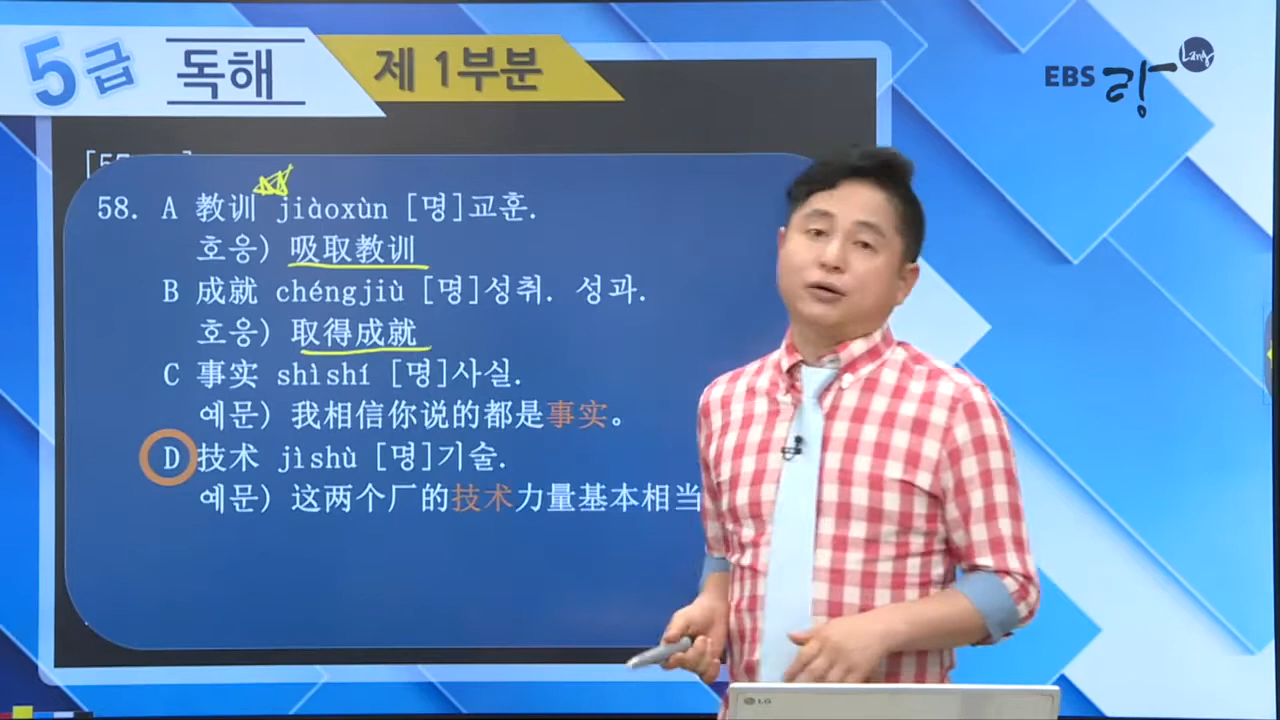 5급 독해 제 1부분
EBS 랑 Lang
58. A 教训 jiàoxùn [명]교훈.
호응) 吸取教训
B 成就 chéngjiù [명]성취. 성과.
호응) 取得成就
C 事实 shìshí [명]사실.
예문) 我相信你说的都是事实。
D 技术 jìshù [명]기술.
예문) 这两个厂的技术力量基本相当
LG